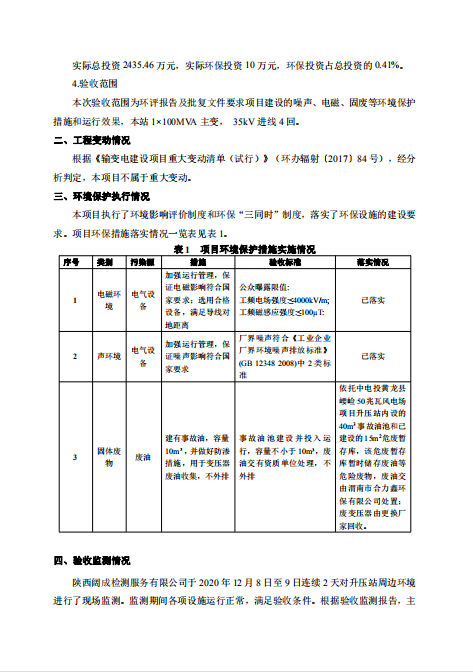 实际总投资 2435.46 万元，实际环保投资 10 万元，环保投资占总投资的 0.41%。
4.验收范围
本次验收范围为环评报告及批复文件要求项目建设的噪声、电磁、固废等环境保护
措施和运行效果，本站 1×100MVA 主变， 35kV 进线 4 回。
二、工程变动情况
根据《输变电建设项目重大变动清单（试行）》（环办辐射〔2017〕84 号），经分
析判定，本项目不属于重大变动。
三、环境保护执行情况
本项目执行了环境影响评价制度和环保“三同时”制度，落实了环保设施的建设要
求。项目环保措施落实情况一览表见表 1。
表 1 项目环境保护措施实施情况
序号 类别 污染源 措施 验收标准 落实情况
1
电磁环
境
电气设
备
加强运行管理，保
证电磁影响符合国
家要求；选用合格
设备，满足导线对
地距离
公众曝露限值:
工频电场强度:≤4000kV/m;
工频磁感应强度:≤100μT:
已落实
2
声环境
电气设
备
加强运行管理，保
证噪声影响符合国
家要求
厂界噪声符合《工业企业
厂界环境噪声排放标准》
(GB 12348 2008)中 2 类标
准
已落实
3
固体废
物
废油
建有事故油，容量
10m³，并做好防渗
措施，用于变压器
废油收集，不外排
事故油池建设并投入运
行，容量不小于 10m³，废
油交有资质单位处理，不
外排
依托中电投黄龙县
崾崄 50兆瓦风电场
项目升压站内设的
40m³ 事故油池和已
建设的 15m²危废暂
存库，该危废暂存
库暂时储存废油等
危险废物，废油交
由渭南市合力鑫环
保有限公司处置；
废变压器由更换厂
家回收。
四、验收监测情况
陕西阔成检测服务有限公司于 2020 年 12 月 8 日至 9 日连续 2 天对升压站周边环境
进行了现场监测。监测期间各项设施运行正常，满足验收条件。根据验收监测报告，主